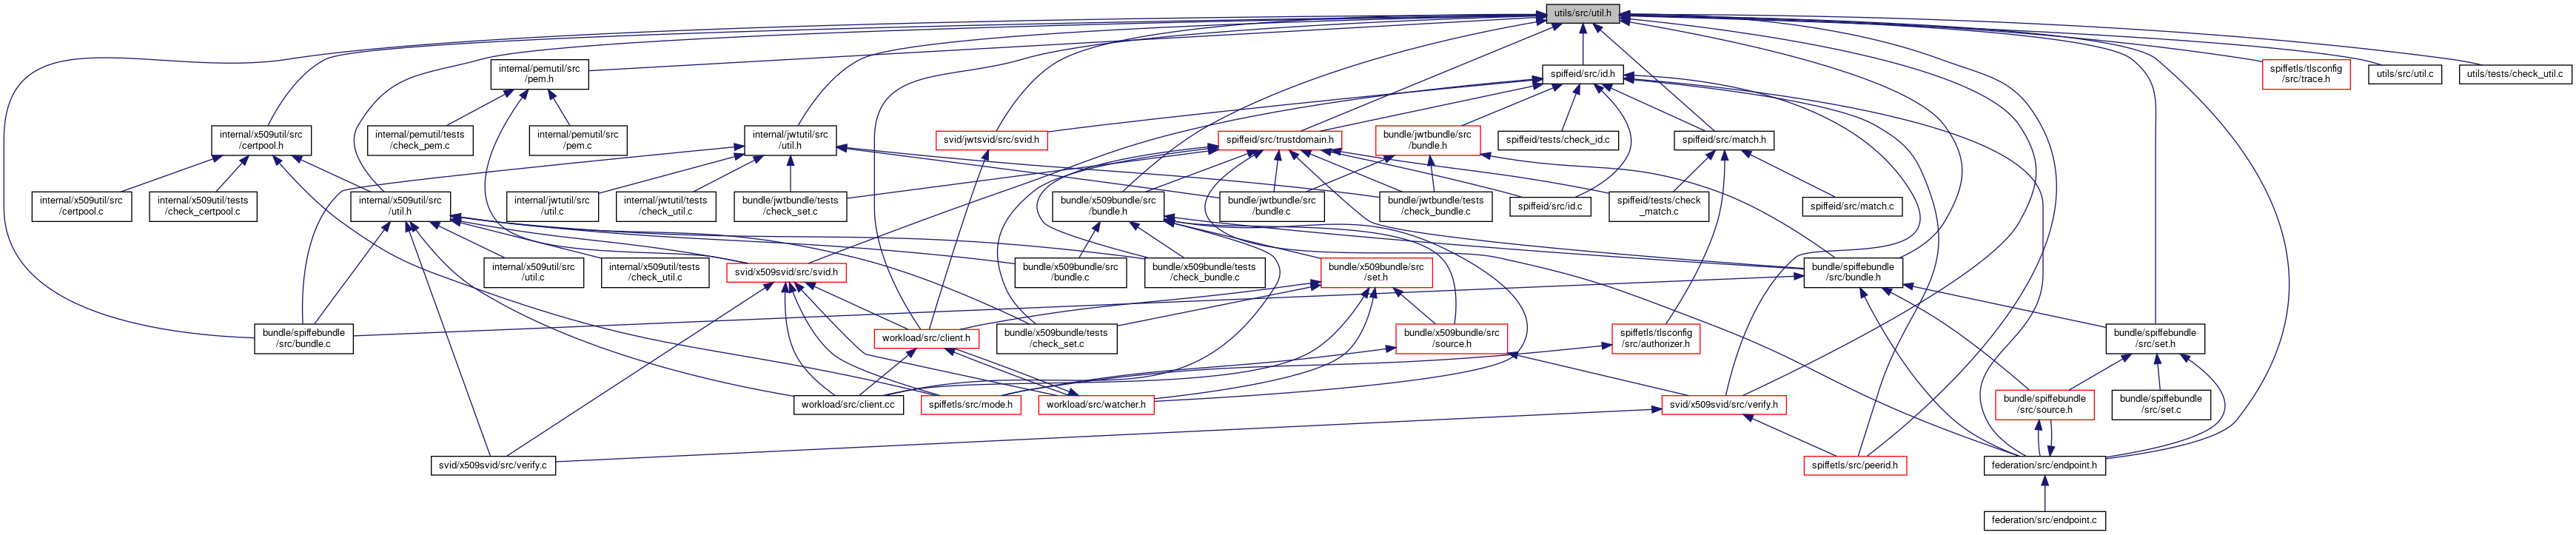 utils/src/util.h
internal/pemutil/src
/pem.h
spiffeid/src/id.h
spiffetls/tlsconfig
/src/trace.h
utils/src/util.c
utils/tests/check_util.c
internal/x509util/src
/certpool.h
internal/pemutil/tests
/check_pem.c
internal/pemutil/src
/pem.c
internal/jwtutil/src
/util.h
svid/jwtsvid/src/svid.h
spiffeid/src/trustdomain.h
bundle/jwtbundle/src
/bundle.h
spiffeid/tests/check_id.c
spiffeid/src/match.h
internal/x509util/src
/certpool.c
internal/x509util/tests
/check_certpool.c
internal/x509util/src
/util.h
internal/jwtutil/src
/util.c
internal/jwtutil/tests
/check_util.c
bundle/jwtbundle/tests
/check_set.c
bundle/x509bundle/src
/bundle.h
bundle/jwtbundle/src
/bundle.c
bundle/jwtbundle/tests
/check_bundle.c
spiffeid/src/id.c
spiffeid/tests/check
_match.c
spiffeid/src/match.c
internal/x509util/src
/util.c
internal/x509util/tests
/check_util.c
svid/x509svid/src/svid.h
bundle/x509bundle/src
/bundle.c
bundle/x509bundle/tests
/check_bundle.c
bundle/x509bundle/src
/set.h
bundle/spiffebundle
/src/bundle.h
bundle/spiffebundle
/src/bundle.c
workload/src/client.h
bundle/x509bundle/tests
/check_set.c
bundle/x509bundle/src
/source.h
spiffetls/tlsconfig
/src/authorizer.h
bundle/spiffebundle
/src/set.h
workload/src/client.cc
spiffetls/src/mode.h
workload/src/watcher.h
svid/x509svid/src/verify.h
bundle/spiffebundle
/src/source.h
bundle/spiffebundle
/src/set.c
svid/x509svid/src/verify.c
spiffetls/src/peerid.h
federation/src/endpoint.h
federation/src/endpoint.c